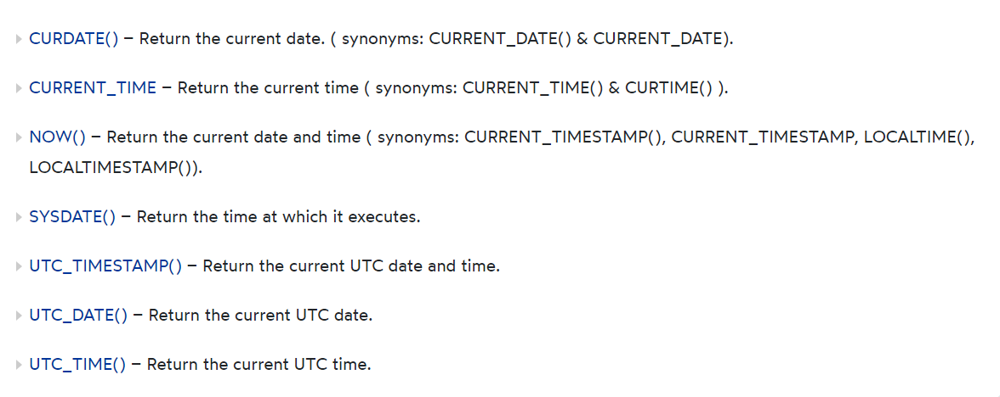 CURDATE() – Return the current date. ( synonyms: CURRENT_DATE() & CURRENT_DATE).
CURRENT_TIME – Return the current time ( synonyms: CURRENT_TIME() & CURTIME() ).
NOW() – Return the current date and time ( synonyms: CURRENT_TIMESTAMP(), CURRENT_TIMESTAMP, LOCALTIME(),
LOCALTIMESTAMP()).
SYSDATE() – Return the time at which it executes.
UTC_TIMESTAMP() – Return the current UTC date and time.
UTC_DATE() – Return the current UTC date.
UTC_TIME() – Return the current UTC time.